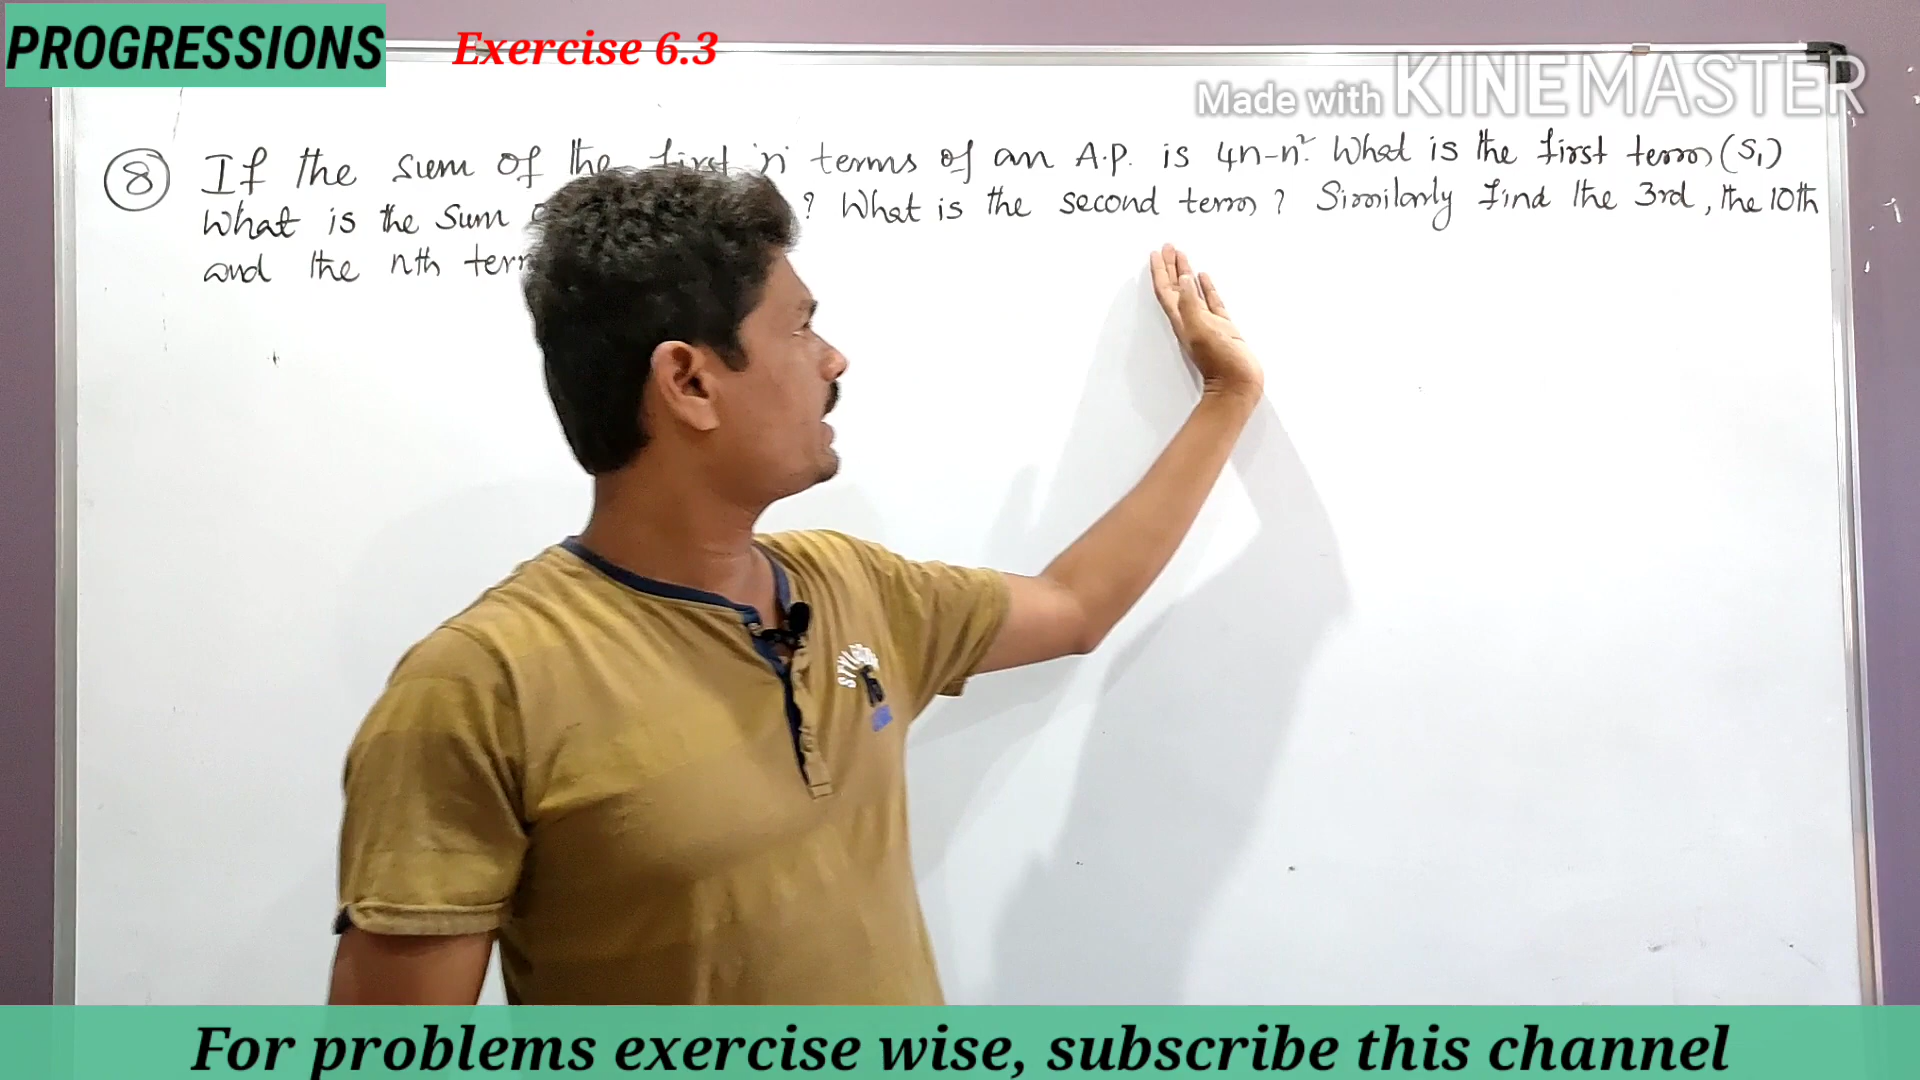 PROGRESSIONS
Exercise 6.3
Made with KINEMASTER
8 If the sum of the first 'n' terms of an A.P. is 4n-n². What is the first term (S₁)
What is the sum ? What is the second term ? Similarly find the 3rd, the 10th
and the nth
For problems exercise wise, subscribe this channel